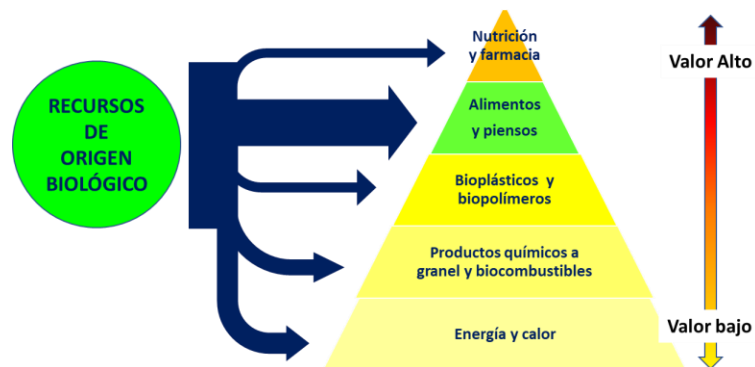 RECURSOS
DE
ORIGEN
BIOLÓGICO
Nutrición
y farmacia
Alimentos
y piensos
Bioplásticos y
biopolímeros
Productos químicos a
granel y biocombustibles
Energía y calor
Valor Alto
Valor bajo